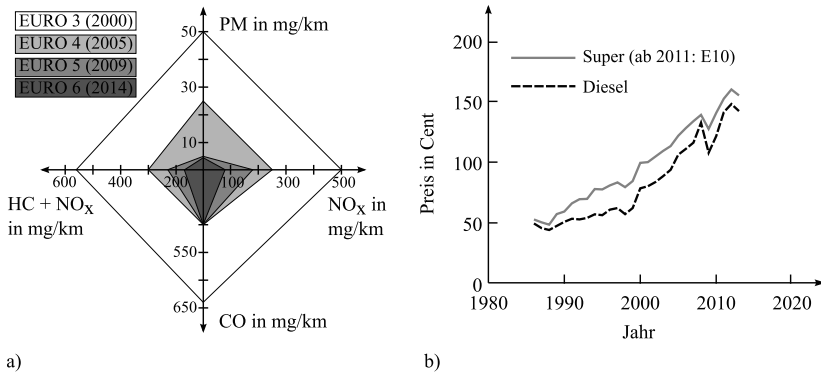 EURO 3 (2000)
EURO 4 (2005)
EURO 5 (2009)
EURO 6 (2014)
PM in mg/km
50
30
10
600
400
200
100
300
500
HC + NOx
in mg/km
NOx in
mg/km
550
650
CO in mg/km
a)
Preis in Cent
200
150
100
50
0
Super (ab 2011: E10)
Diesel
1980
1990
2000
2010
2020
Jahr
b)